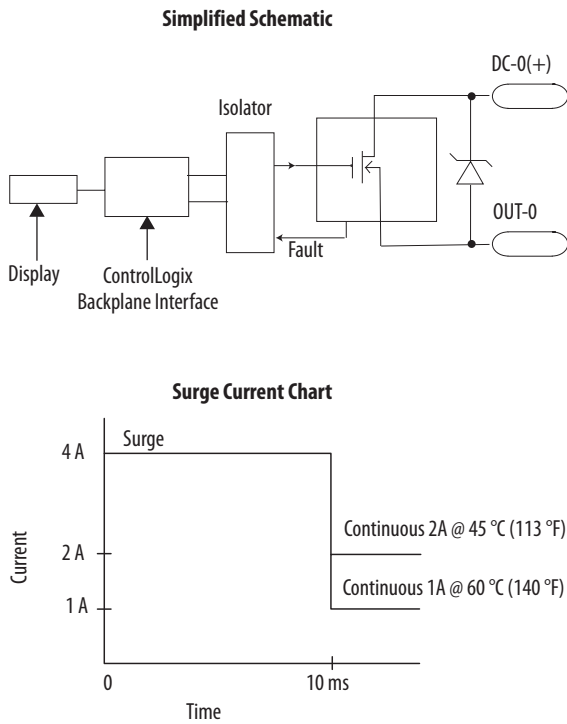 Simplified Schematic
DC-0(+)
Isolator
OUT-0
Fault
Display
ControlLogix
Backplane Interface
Surge Current Chart
4 A
Surge
Continuous 2A @ 45 °C (113 °F)
2 A
Current
Continuous 1A @ 60 °C (140 °F)
1 A
0
10 ms
Time